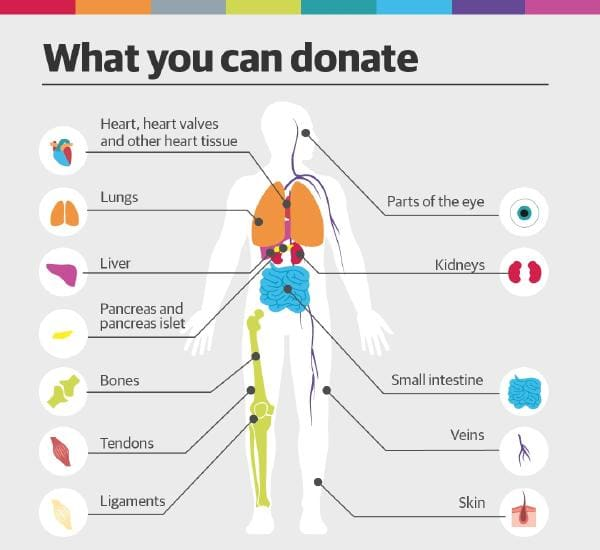 What you can donate
Heart, heart valves
and other heart tissue
Lungs
Liver
Pancreas and
pancreas islet
Bones
Tendons
Ligaments
Parts of the eye
Kidneys
Small intestine
Veins
Skin